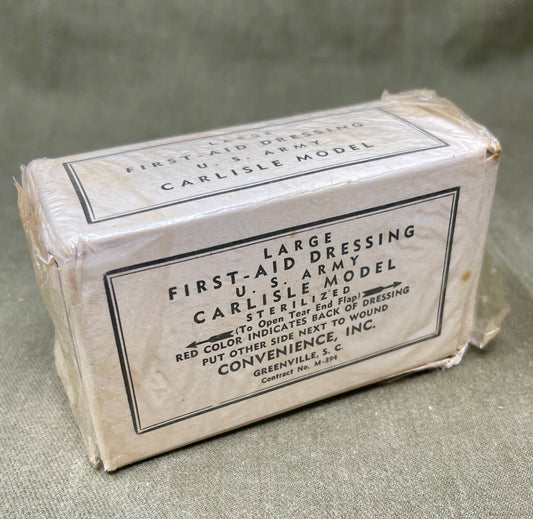 LARGE
FIRST-AID DRESSING
U. S. ARMY
CARLISLE MODEL
LARGE
FIRST-AID DRESSING
U. S. ARMY
CARLISLE MODEL
STERILIZED
(To Open Tear End Flap)
RED COLOR INDICATES BACK OF DRESSING
PUT OTHER SIDE NEXT TO WOUND
CONVENIENCE, INC.
GREENVILLE, S. C.
Contract No. M-394